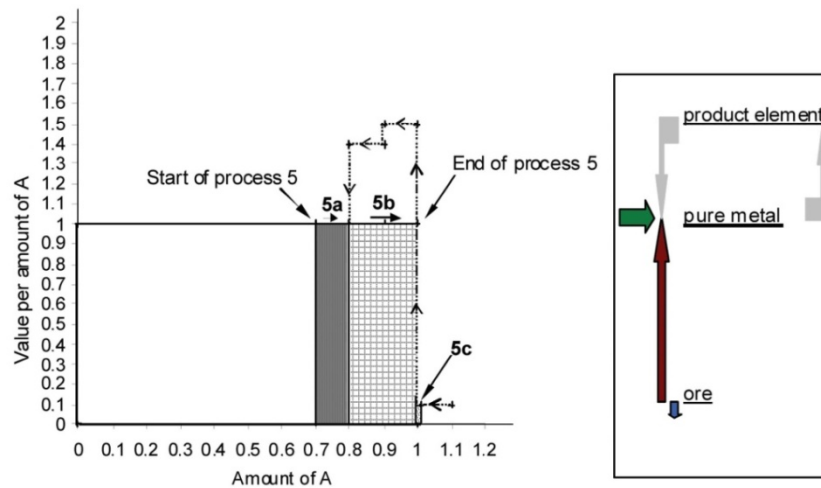 2
1.9
1.8
1.7
1.6
1.5
1.4
1.3
1.2
1.1
1
0.9
0.8
0.7
0.6
0.5
0.4
0.3
0.2
0.1
0
Value per amount of A
Start of process 5
5a
5b
End of process 5
5c
0 0.1 0.2 0.3 0.4 0.5 0.6 0.7 0.8 0.9 1 1.1 1.2
Amount of A
product element
pure metal
ore